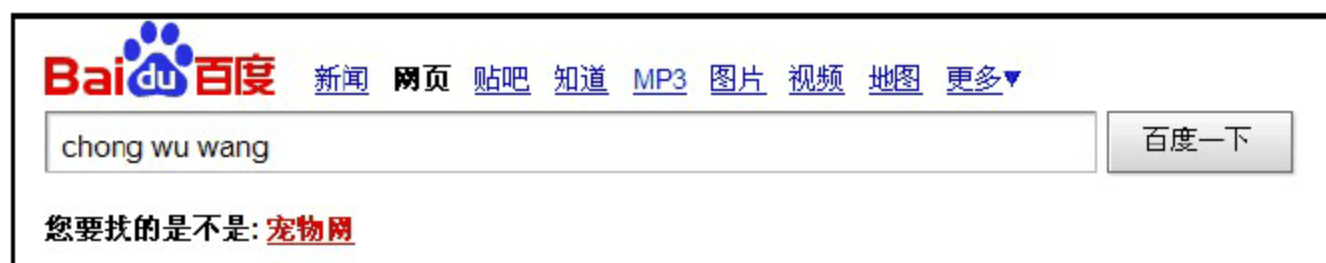 Bai du 百度 新闻 网页 贴吧 知道 MP3 图片 视频 地图 更多▼
chong wu wang 百度一下
您要找的是不是: 宠物网